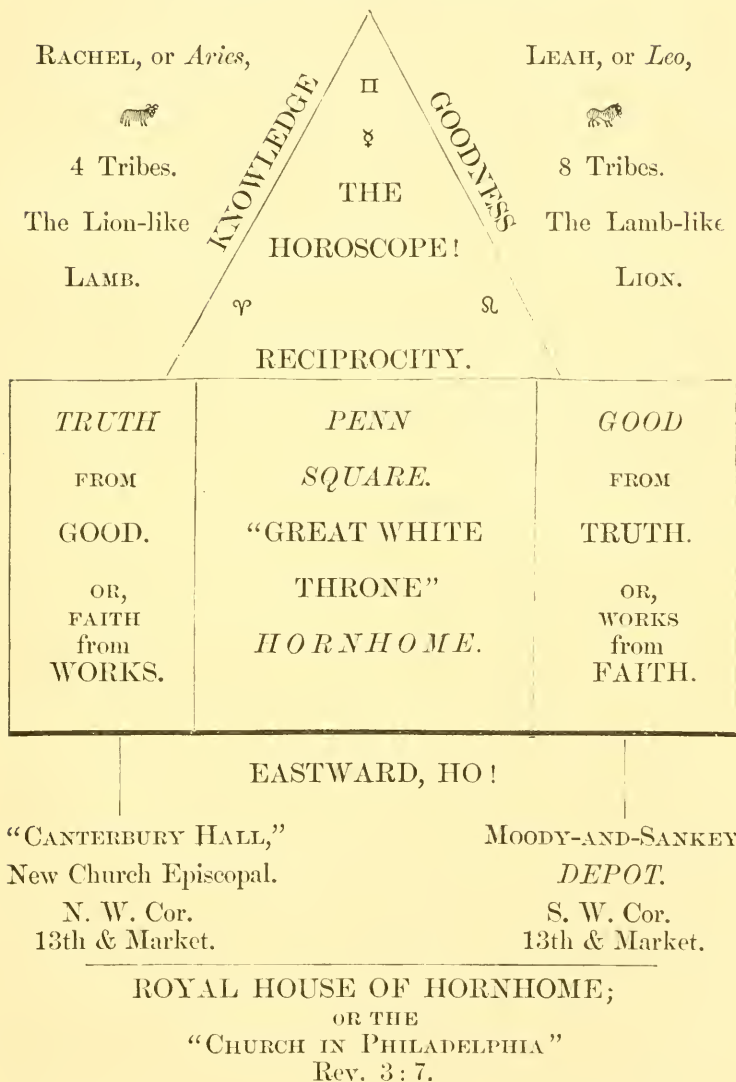 RACHEL, or Aries,
4 Tribes.
The Lion-like
LAMB.
KNOWLEDGE
♊
☿
THE
HOROSCOPE!
♈ ♌
GOODNESS
LEAH, or Leo,
8 Tribes.
The Lamb-like
LION.
RECIPROCITY.
TRUTH
FROM
GOOD.
OR,
FAITH
from
WORKS.
PENN
SQUARE.
“GREAT WHITE
THRONE”
HORNHOME.
GOOD
FROM
TRUTH.
OR,
WORKS
from
FAITH.
EASTWARD, HO!
“CANTERBURY HALL,”
New Church Episcopal.
N. W. Cor.
13th & Market.
MOODY-AND-SANKEY
DEPOT.
S. W. Cor.
13th & Market.
ROYAL HOUSE OF HORNHOME;
OR THE
“CHURCH IN PHILADELPHIA”
Rev. 3:7.